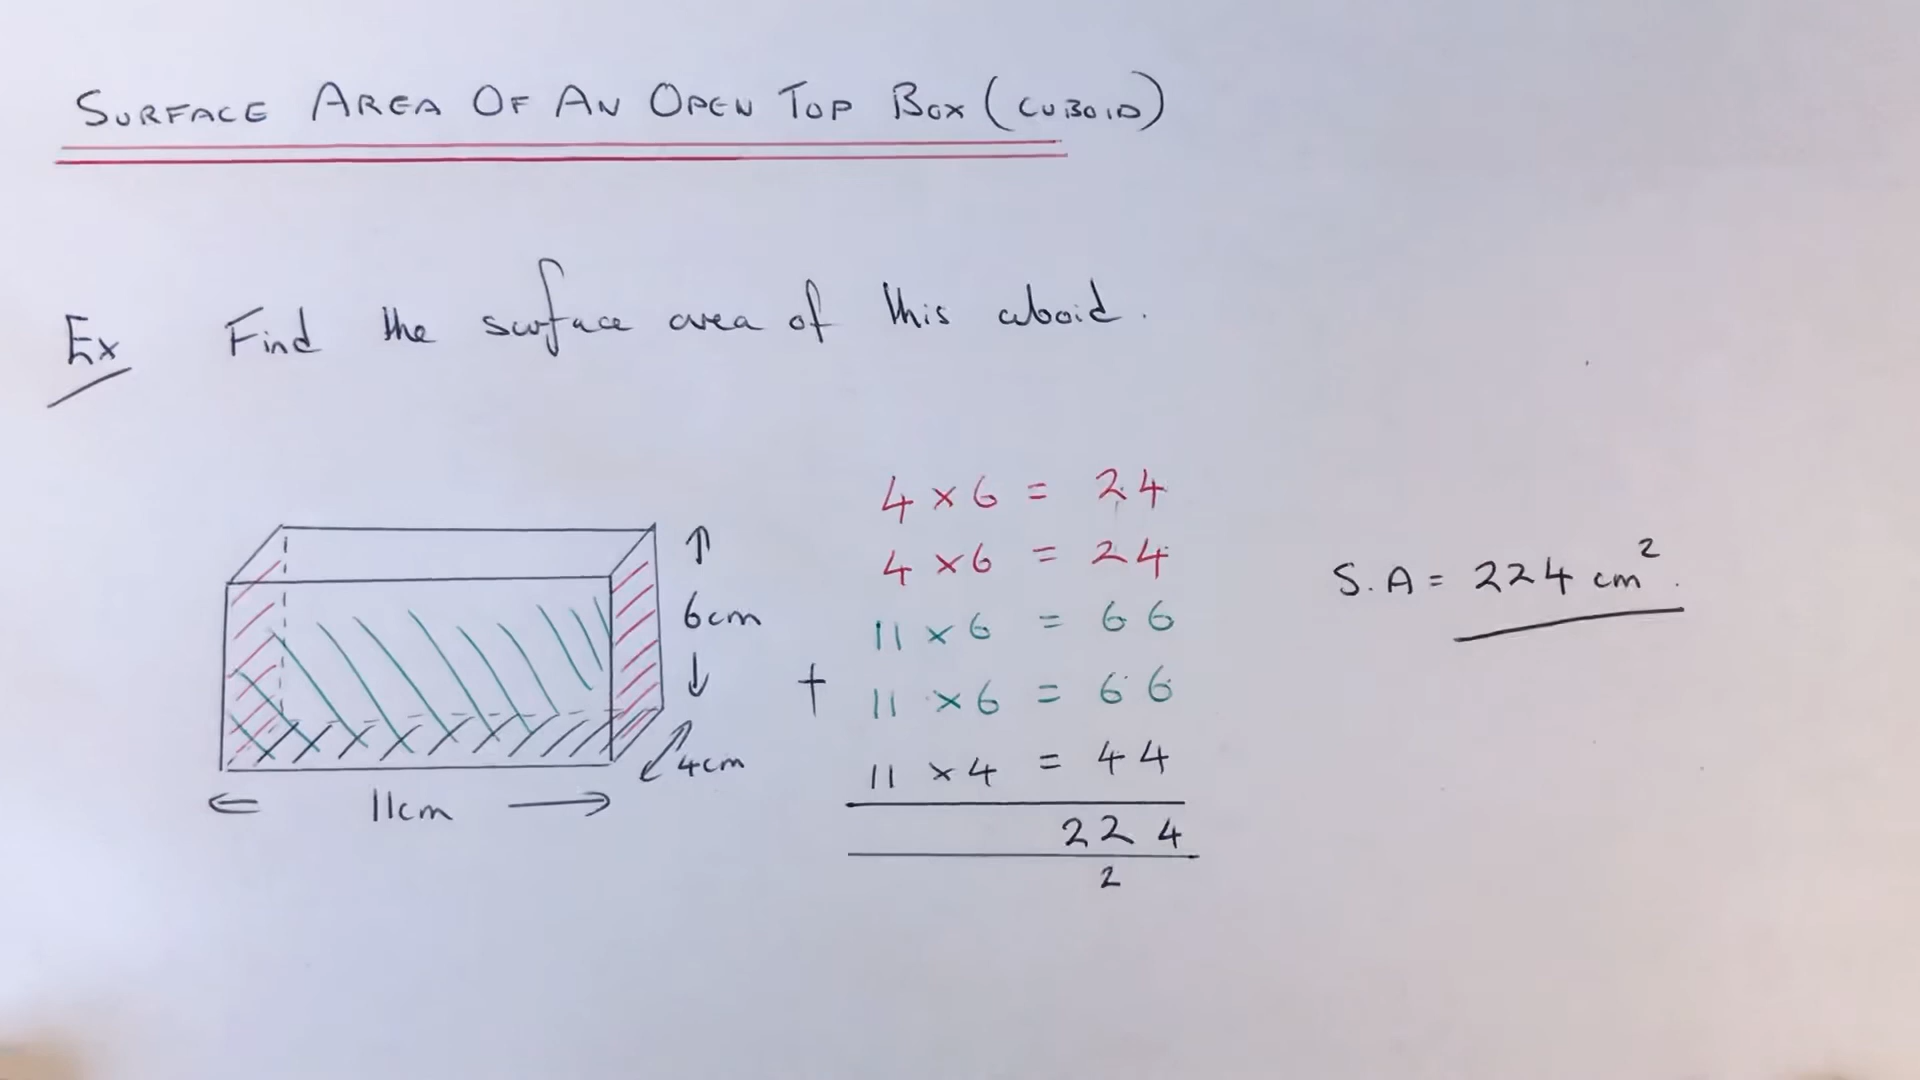 SURFACE AREA OF AN OPEN TOP BOX (CUBOID)
Ex Find the surface area of this cuboid.
4 × 6 = 24
4 × 6 = 24
11 × 6 = 66
+ 11 × 6 = 66
11 × 4 = 44
224
2
6cm
4cm
11cm
S.A = 224 cm².